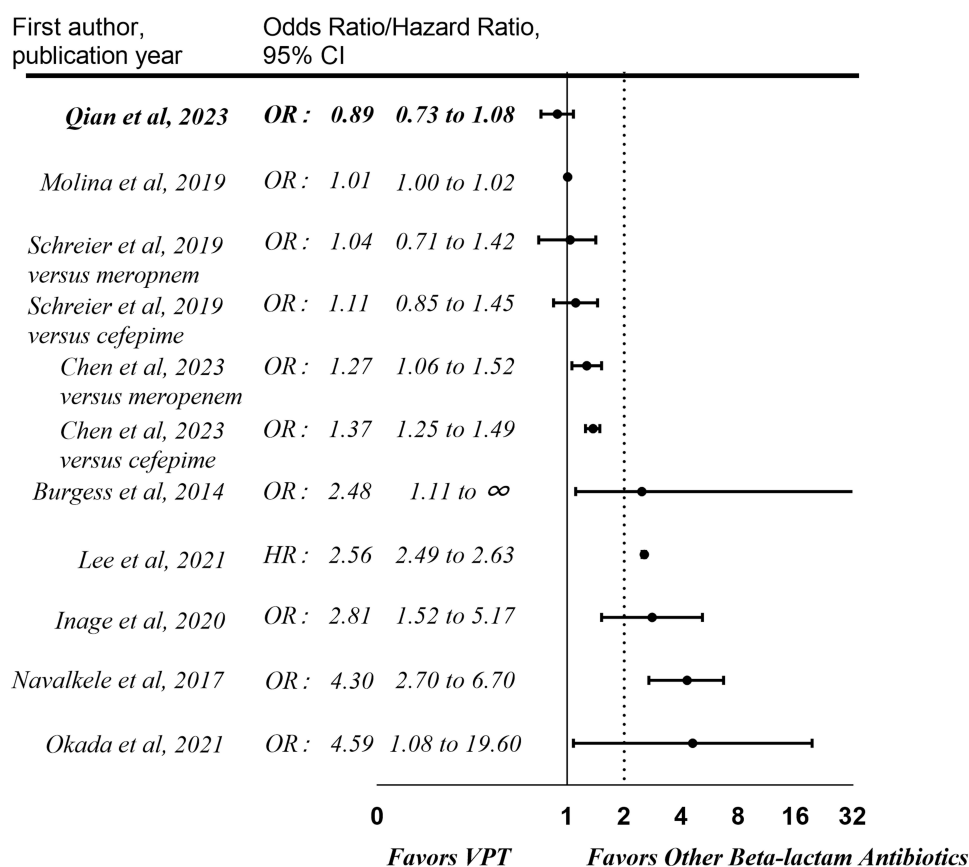 First author, Odds Ratio/Hazard Ratio,
publication year 95% CI
Qian et al, 2023 OR : 0.89 0.73 to 1.08
Molina et al, 2019 OR : 1.01 1.00 to 1.02
Schreier et al, 2019 OR : 1.04 0.71 to 1.42
versus meropnem
Schreier et al, 2019 OR : 1.11 0.85 to 1.45
versus cefepime
Chen et al, 2023 OR : 1.27 1.06 to 1.52
versus meropenem
Chen et al, 2023 OR : 1.37 1.25 to 1.49
versus cefepime
Burgess et al, 2014 OR : 2.48 1.11 to ∞
Lee et al, 2021 HR : 2.56 2.49 to 2.63
Inage et al, 2020 OR : 2.81 1.52 to 5.17
Navalkele et al, 2017 OR : 4.30 2.70 to 6.70
Okada et al, 2021 OR : 4.59 1.08 to 19.60
0 1 2 4 8 16 32
Favors VPT Favors Other Beta-lactam Antibiotics